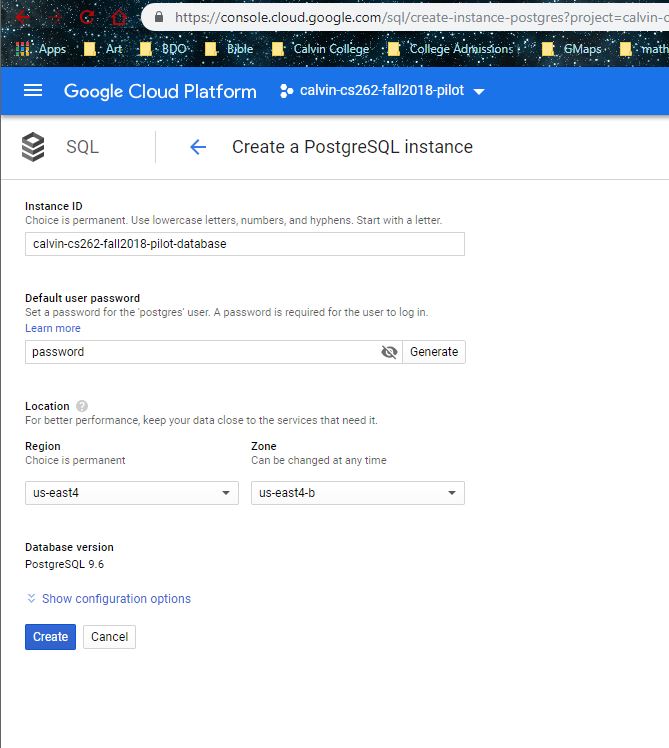 https://console.cloud.google.com/sql/create-instance-postgres?project=calvin-c
Apps Art BDO Bible Calvin College College Admissions GMaps math
Google Cloud Platform calvin-cs262-fall2018-pilot
SQL Create a PostgreSQL instance
Instance ID
Choice is permanent. Use lowercase letters, numbers, and hyphens. Start with a letter.
calvin-cs262-fall2018-pilot-database
Default user password
Set a password for the 'postgres' user. A password is required for the user to log in.
Learn more
password Generate
Location ?
For better performance, keep your data close to the services that need it.
Region Zone
Choice is permanent Can be changed at any time
us-east4 us-east4-b
Database version
PostgreSQL 9.6
Show configuration options
Create Cancel